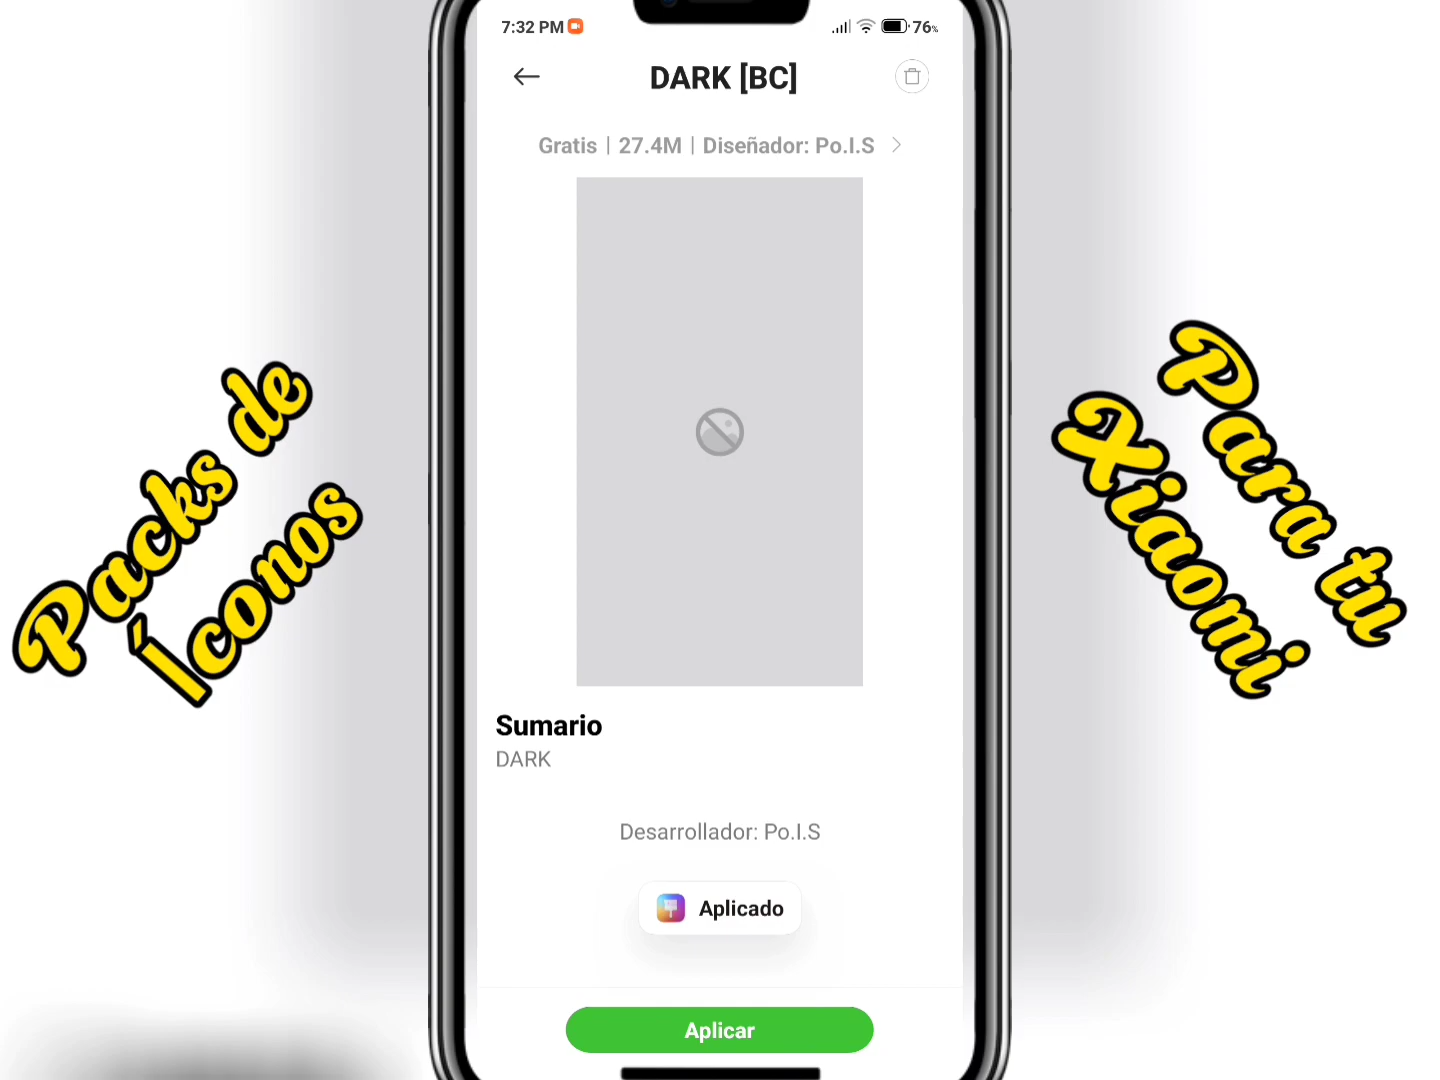 7:32 PM
76%
DARK [BC]
Gratis | 27.4M | Diseñador: Po.I.S
Packs de
Íconos
Para tu
Xiaomi
Sumario
DARK
Desarrollador: Po.I.S
Aplicado
Aplicar